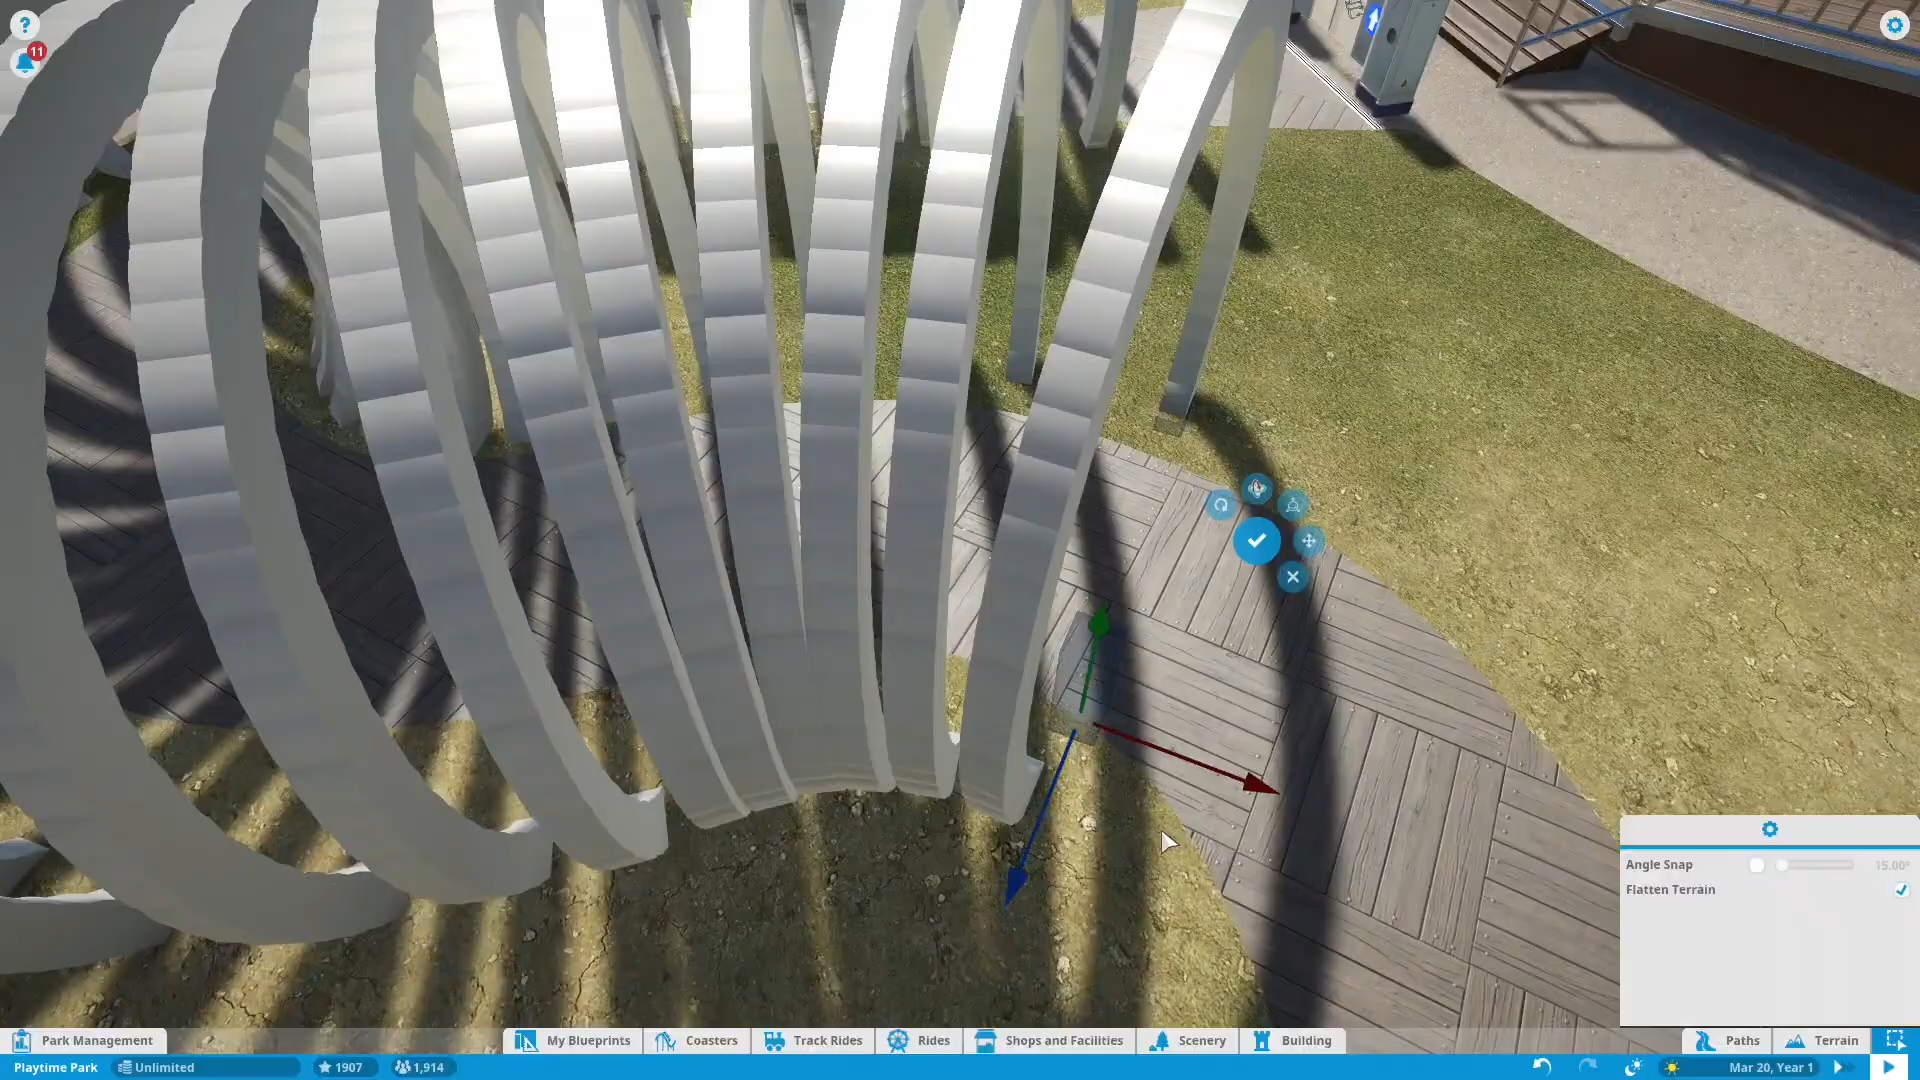 ?
11
Angle Snap 15.00°
Flatten Terrain
Park Management
My Blueprints
Coasters
Track Rides
Rides
Shops and Facilities
Scenery
Building
Paths
Terrain
Playtime Park
Unlimited
1907
1,914
Mar 20, Year 1